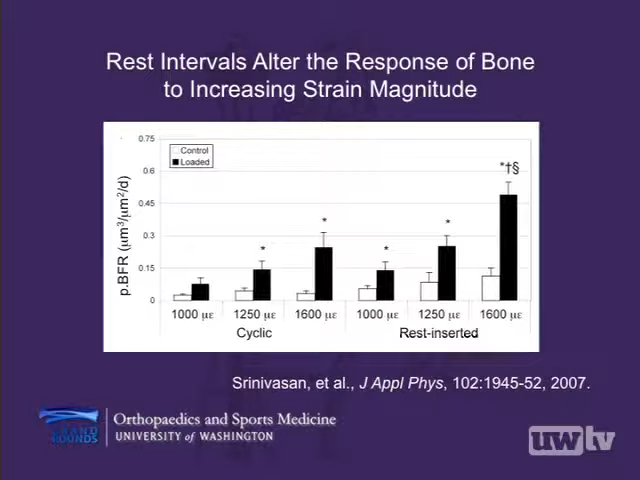 Rest Intervals Alter the Response of Bone
to Increasing Strain Magnitude
p.BFR (μm³/μm²/d)
0.75
0.6
0.45
0.3
0.15
0
Control
Loaded
* * * * *†§
1000 με 1250 με 1600 με 1000 με 1250 με 1600 με
Cyclic Rest-inserted
Srinivasan, et al., J Appl Phys, 102:1945-52, 2007.
GRAND
ROUNDS
Orthopaedics and Sports Medicine
UNIVERSITY of WASHINGTON
uwtv